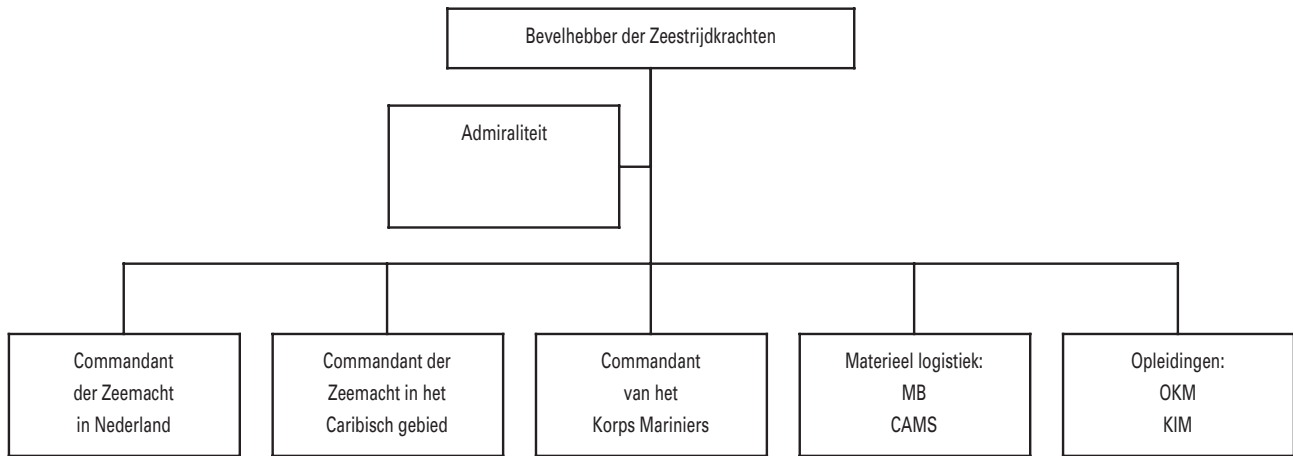 Bevelhebber der Zeestrijdkrachten
Admiraliteit
Commandant
der Zeemacht
in Nederland
Commandant der
Zeemacht in het
Caribisch gebied
Commandant
van het
Korps Mariniers
Materieel logistiek:
MB
CAMS
Opleidingen:
OKM
KIM